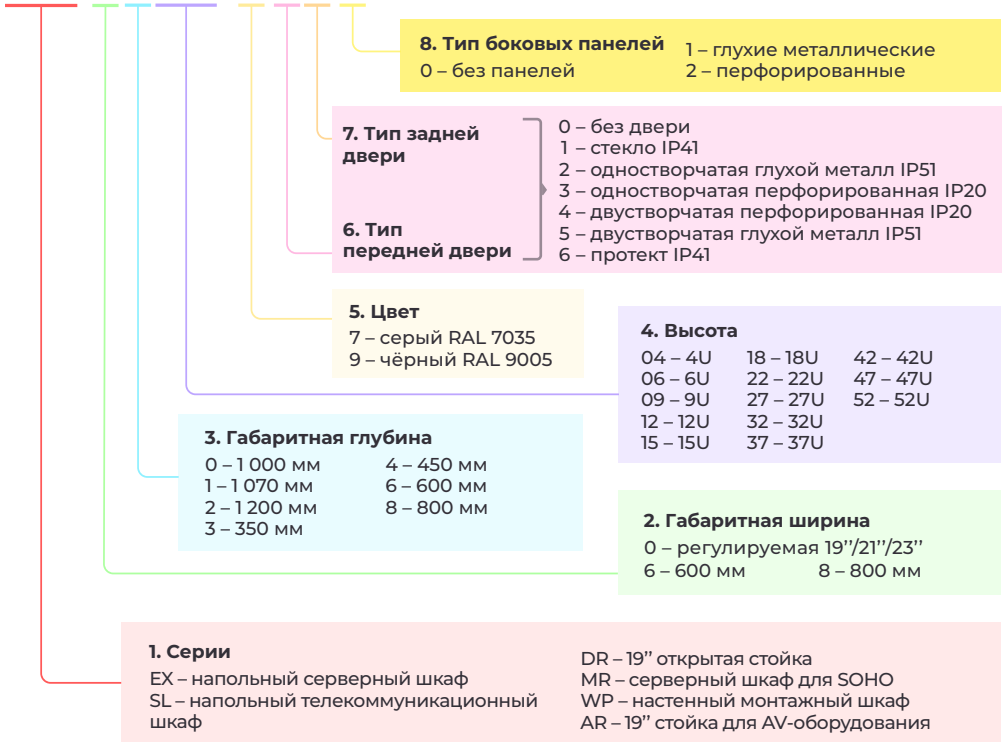 8. Тип боковых панелей
0 – без панелей
1 – глухие металлические
2 – перфорированные
7. Тип задней
двери
6. Тип
передней двери
0 – без двери
1 – стекло IP41
2 – одностворчатая глухой металл IP51
3 – одностворчатая перфорированная IP20
4 – двустворчатая перфорированная IP20
5 – двустворчатая глухой металл IP51
6 – протект IP41
5. Цвет
7 – серый RAL 7035
9 – чёрный RAL 9005
4. Высота
04 – 4U 18 – 18U 42 – 42U
06 – 6U 22 – 22U 47 – 47U
09 – 9U 27 – 27U 52 – 52U
12 – 12U 32 – 32U
15 – 15U 37 – 37U
3. Габаритная глубина
0 – 1 000 мм 4 – 450 мм
1 – 1 070 мм 6 – 600 мм
2 – 1 200 мм 8 – 800 мм
3 – 350 мм
2. Габаритная ширина
0 – регулируемая 19’’/21’’/23’’
6 – 600 мм 8 – 800 мм
1. Серии
EX – напольный серверный шкаф
SL – напольный телекоммуникационный
шкаф
DR – 19’’ открытая стойка
MR – серверный шкаф для SOHO
WP – настенный монтажный шкаф
AR – 19’’ стойка для AV-оборудования